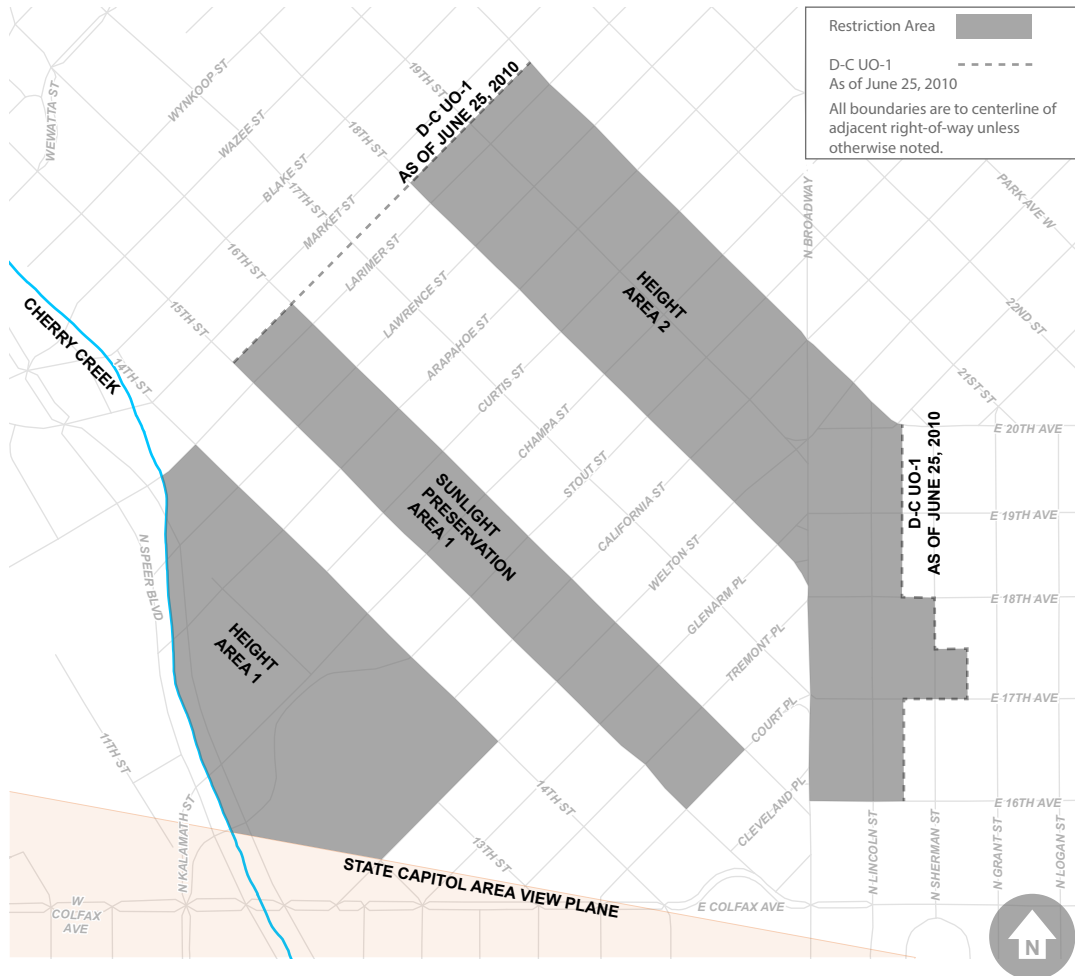 Restriction Area
D-C UO-1
As of June 25, 2010
All boundaries are to centerline of
adjacent right-of-way unless
otherwise noted.
WEWATTA ST
WYNKOOP ST
WAZEE ST
BLAKE ST
17TH ST
MARKET ST
19TH ST
18TH ST
D-C UO-1
AS OF JUNE 25, 2010
16TH ST
15TH ST
14TH ST
LARIMER ST
LAWRENCE ST
ARAPAHOE ST
CURTIS ST
CHAMPA ST
STOUT ST
CALIFORNIA ST
WELTON ST
GLENARM PL
TREMONT PL
COURT PL
CLEVELAND PL
N BROADWAY
PARK AVE W
22ND ST
21ST ST
HEIGHT
AREA 2
CHERRY CREEK
E 20TH AVE
D-C UO-1
AS OF JUNE 25, 2010
E 19TH AVE
E 18TH AVE
E 17TH AVE
E 16TH AVE
SUNLIGHT
PRESERVATION
AREA 1
N SPEER BLVD
HEIGHT
AREA 1
11TH ST
N KALAMATH ST
14TH ST
13TH ST
N LINCOLN ST
N SHERMAN ST
N GRANT ST
N LOGAN ST
STATE CAPITOL AREA VIEW PLANE
W
COLFAX
AVE
E COLFAX AVE
N